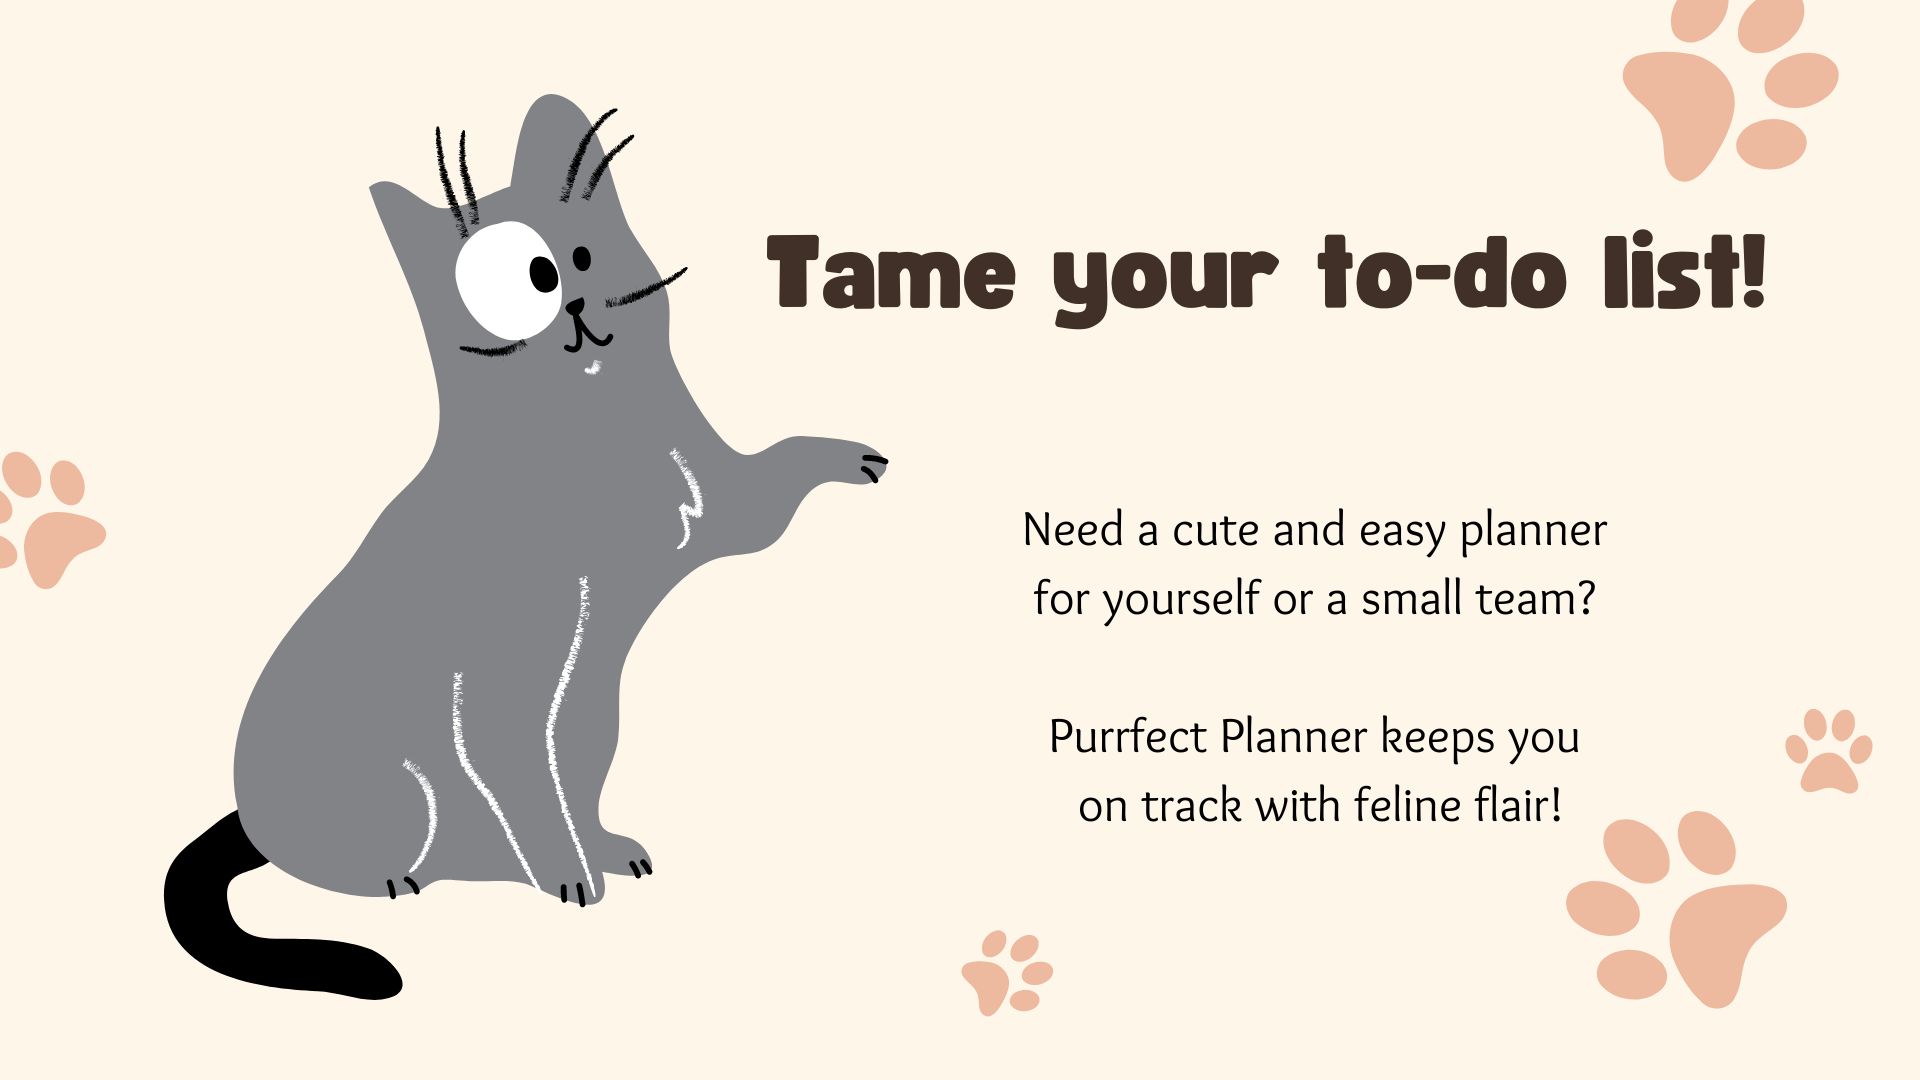 Tame your to-do list!
Need a cute and easy planner
for yourself or a small team?
Purrfect Planner keeps you
on track with feline flair!